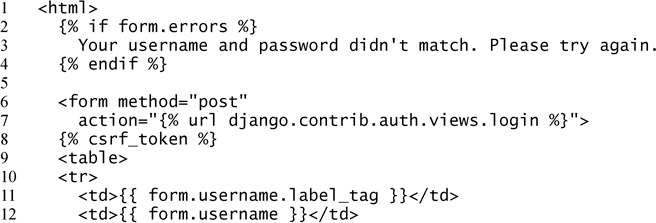 1 <html>
2 {% if form.errors %}
3 Your username and password didn't match. Please try again.
4 {% endif %}
5
6 <form method="post"
7 action="{% url django.contrib.auth.views.login %}">
8 {% csrf_token %}
9 <table>
10 <tr>
11 <td>{{ form.username.label_tag }}</td>
12 <td>{{ form.username }}</td>